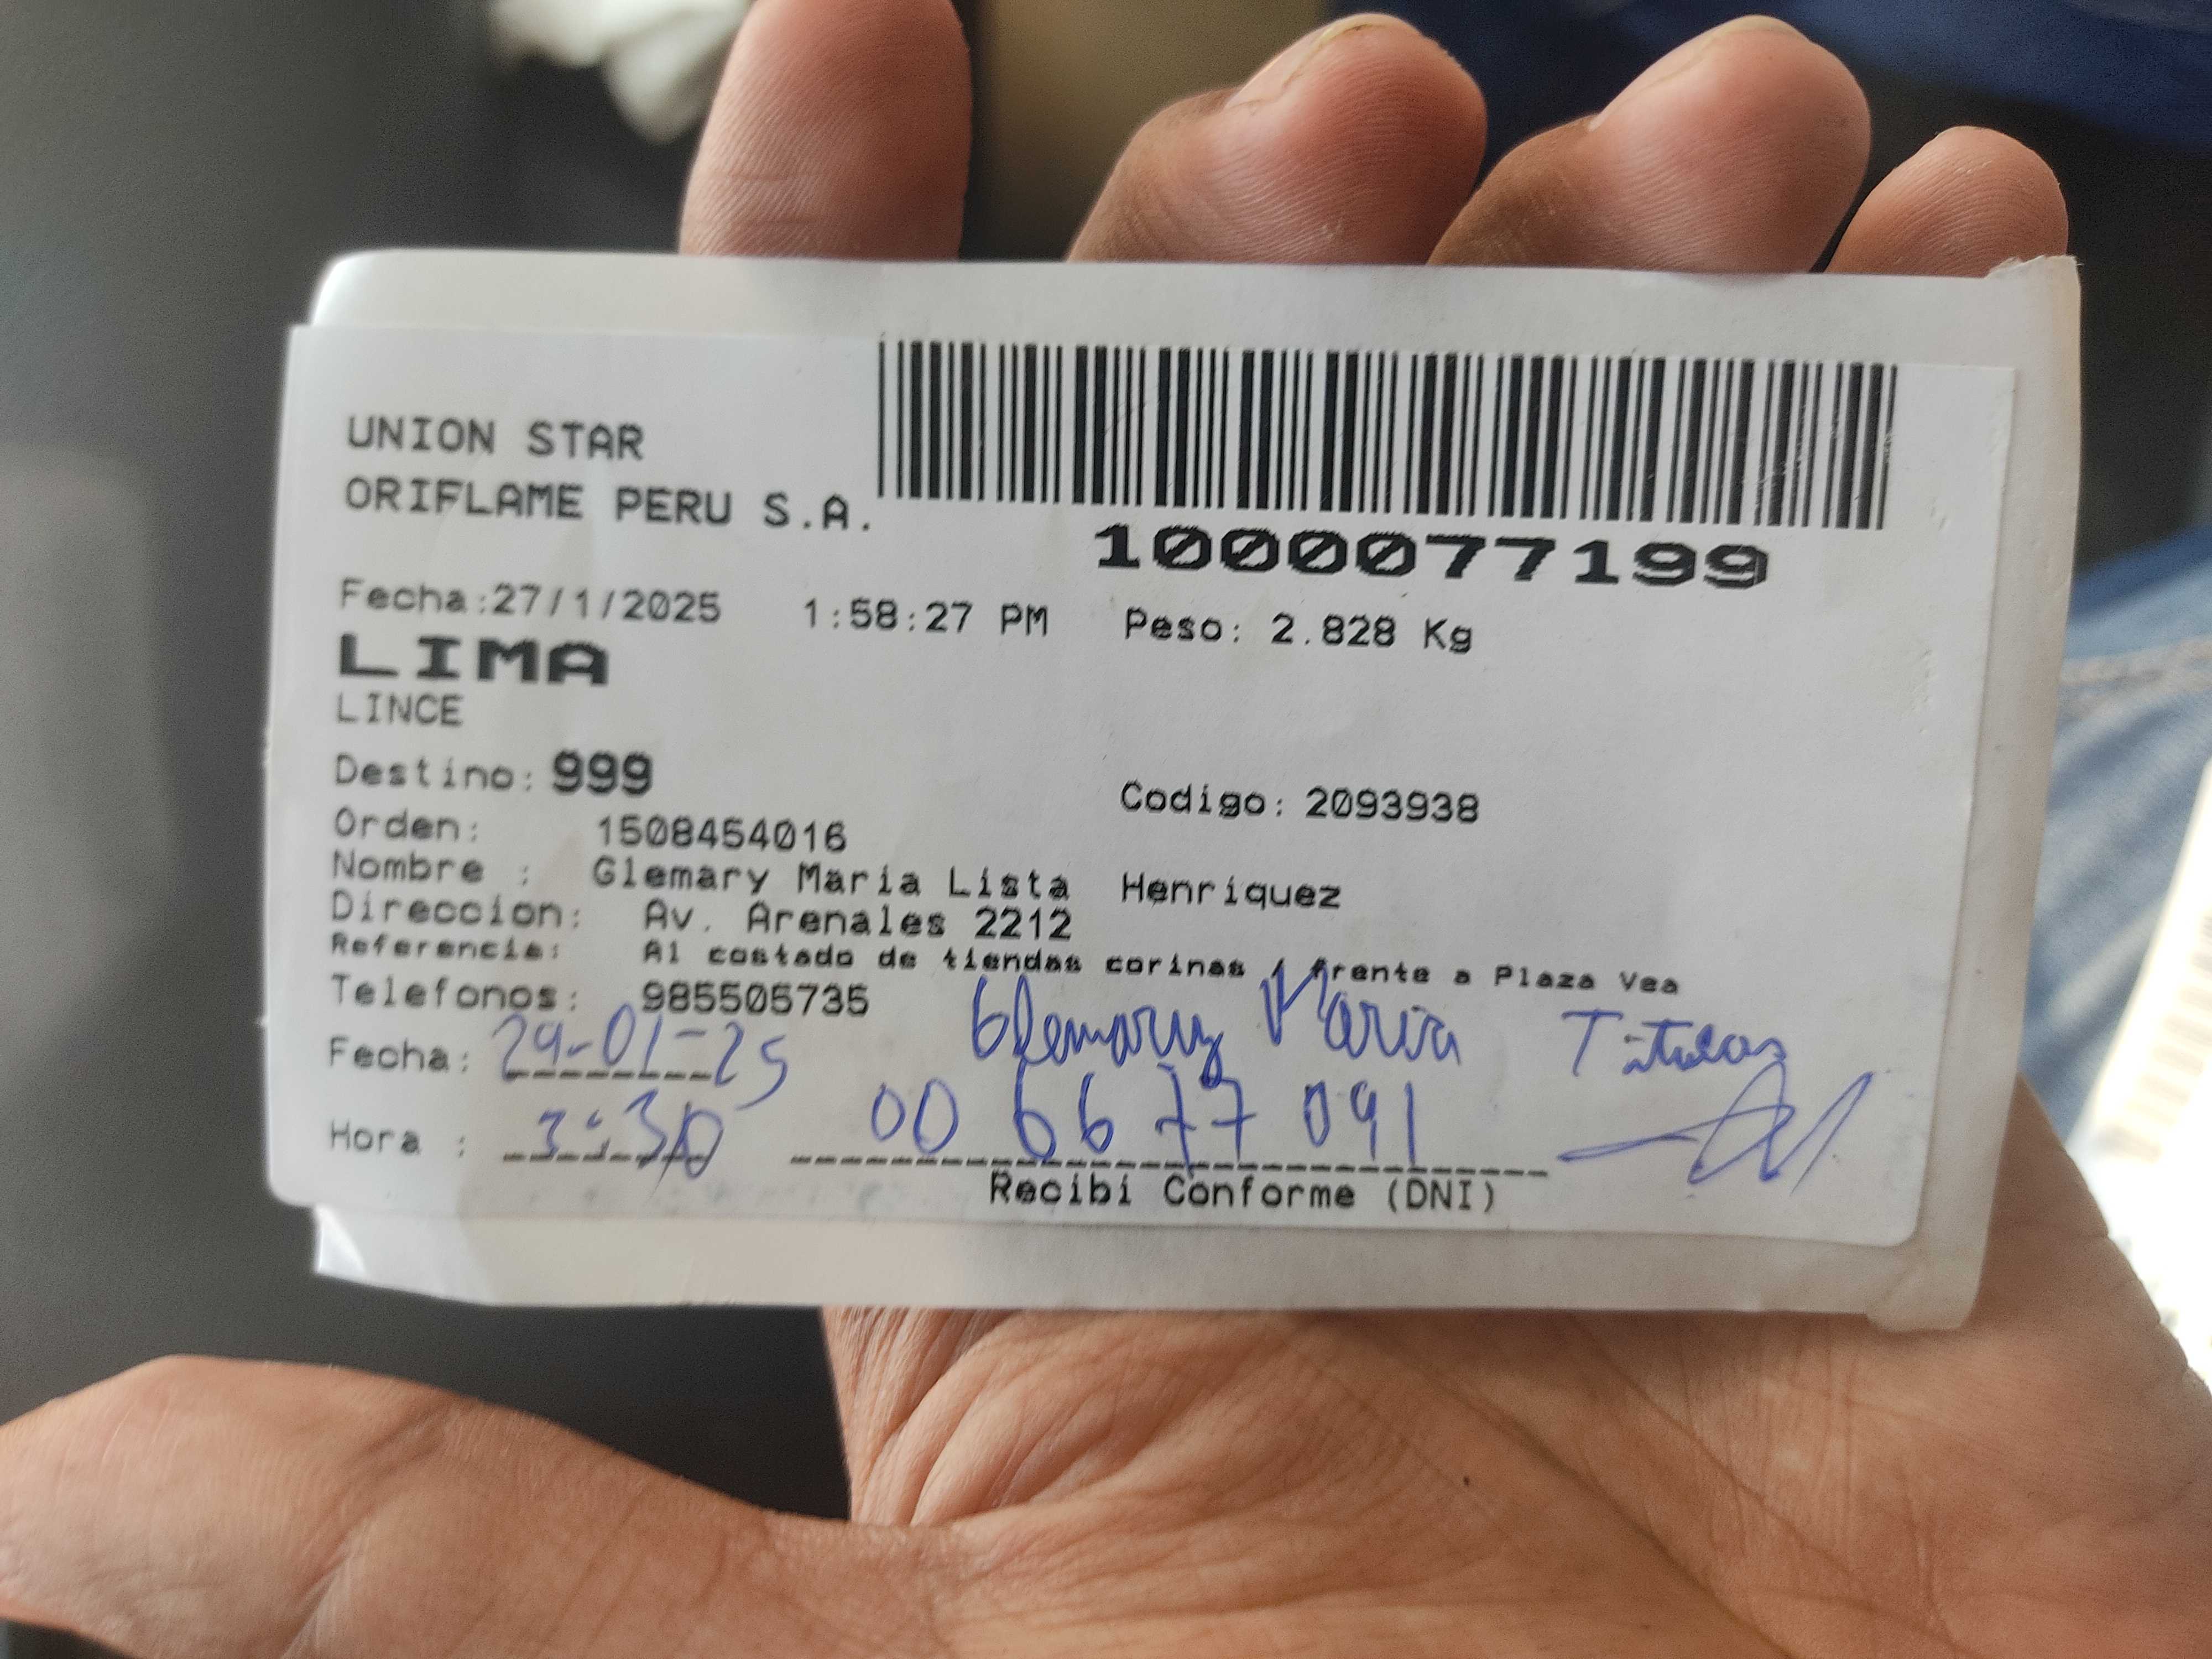 UNION STAR
ORIFLAME PERU S.A.
1000077199
Fecha:27/1/2025 1:58:27 PM Peso: 2.828 Kg
LIMA
LINCE
Destino: 999
Codigo: 2093938
Orden: 1508454016
Nombre : Glemary Maria Lista Henriquez
Direccion: Av. Arenales 2212
Referencia: Al costado de tiendas corinas / frente a Plaza Vea
Telefonos: 985505735
Glemary Maria Titular
Fecha: 29-01-25
Hora : 3:30 00 66 77 091
Recibi Conforme (DNI)